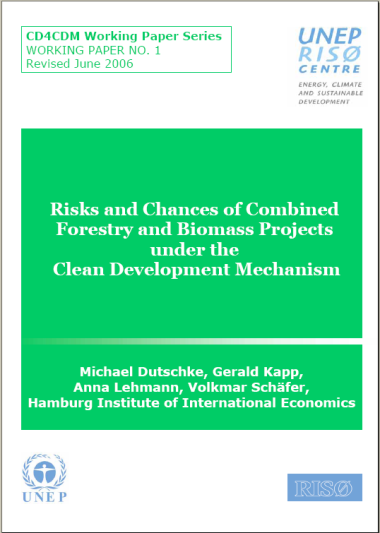 CD4CDM Working Paper Series
WORKING PAPER NO. 1
Revised June 2006
UNEP
RISØ
CENTRE
ENERGY, CLIMATE
AND SUSTAINABLE
DEVELOPMENT
Risks and Chances of Combined
Forestry and Biomass Projects
under the
Clean Development Mechanism
Michael Dutschke, Gerald Kapp,
Anna Lehmann, Volkmar Schäfer,
Hamburg Institute of International Economics
UNEP
RISØ